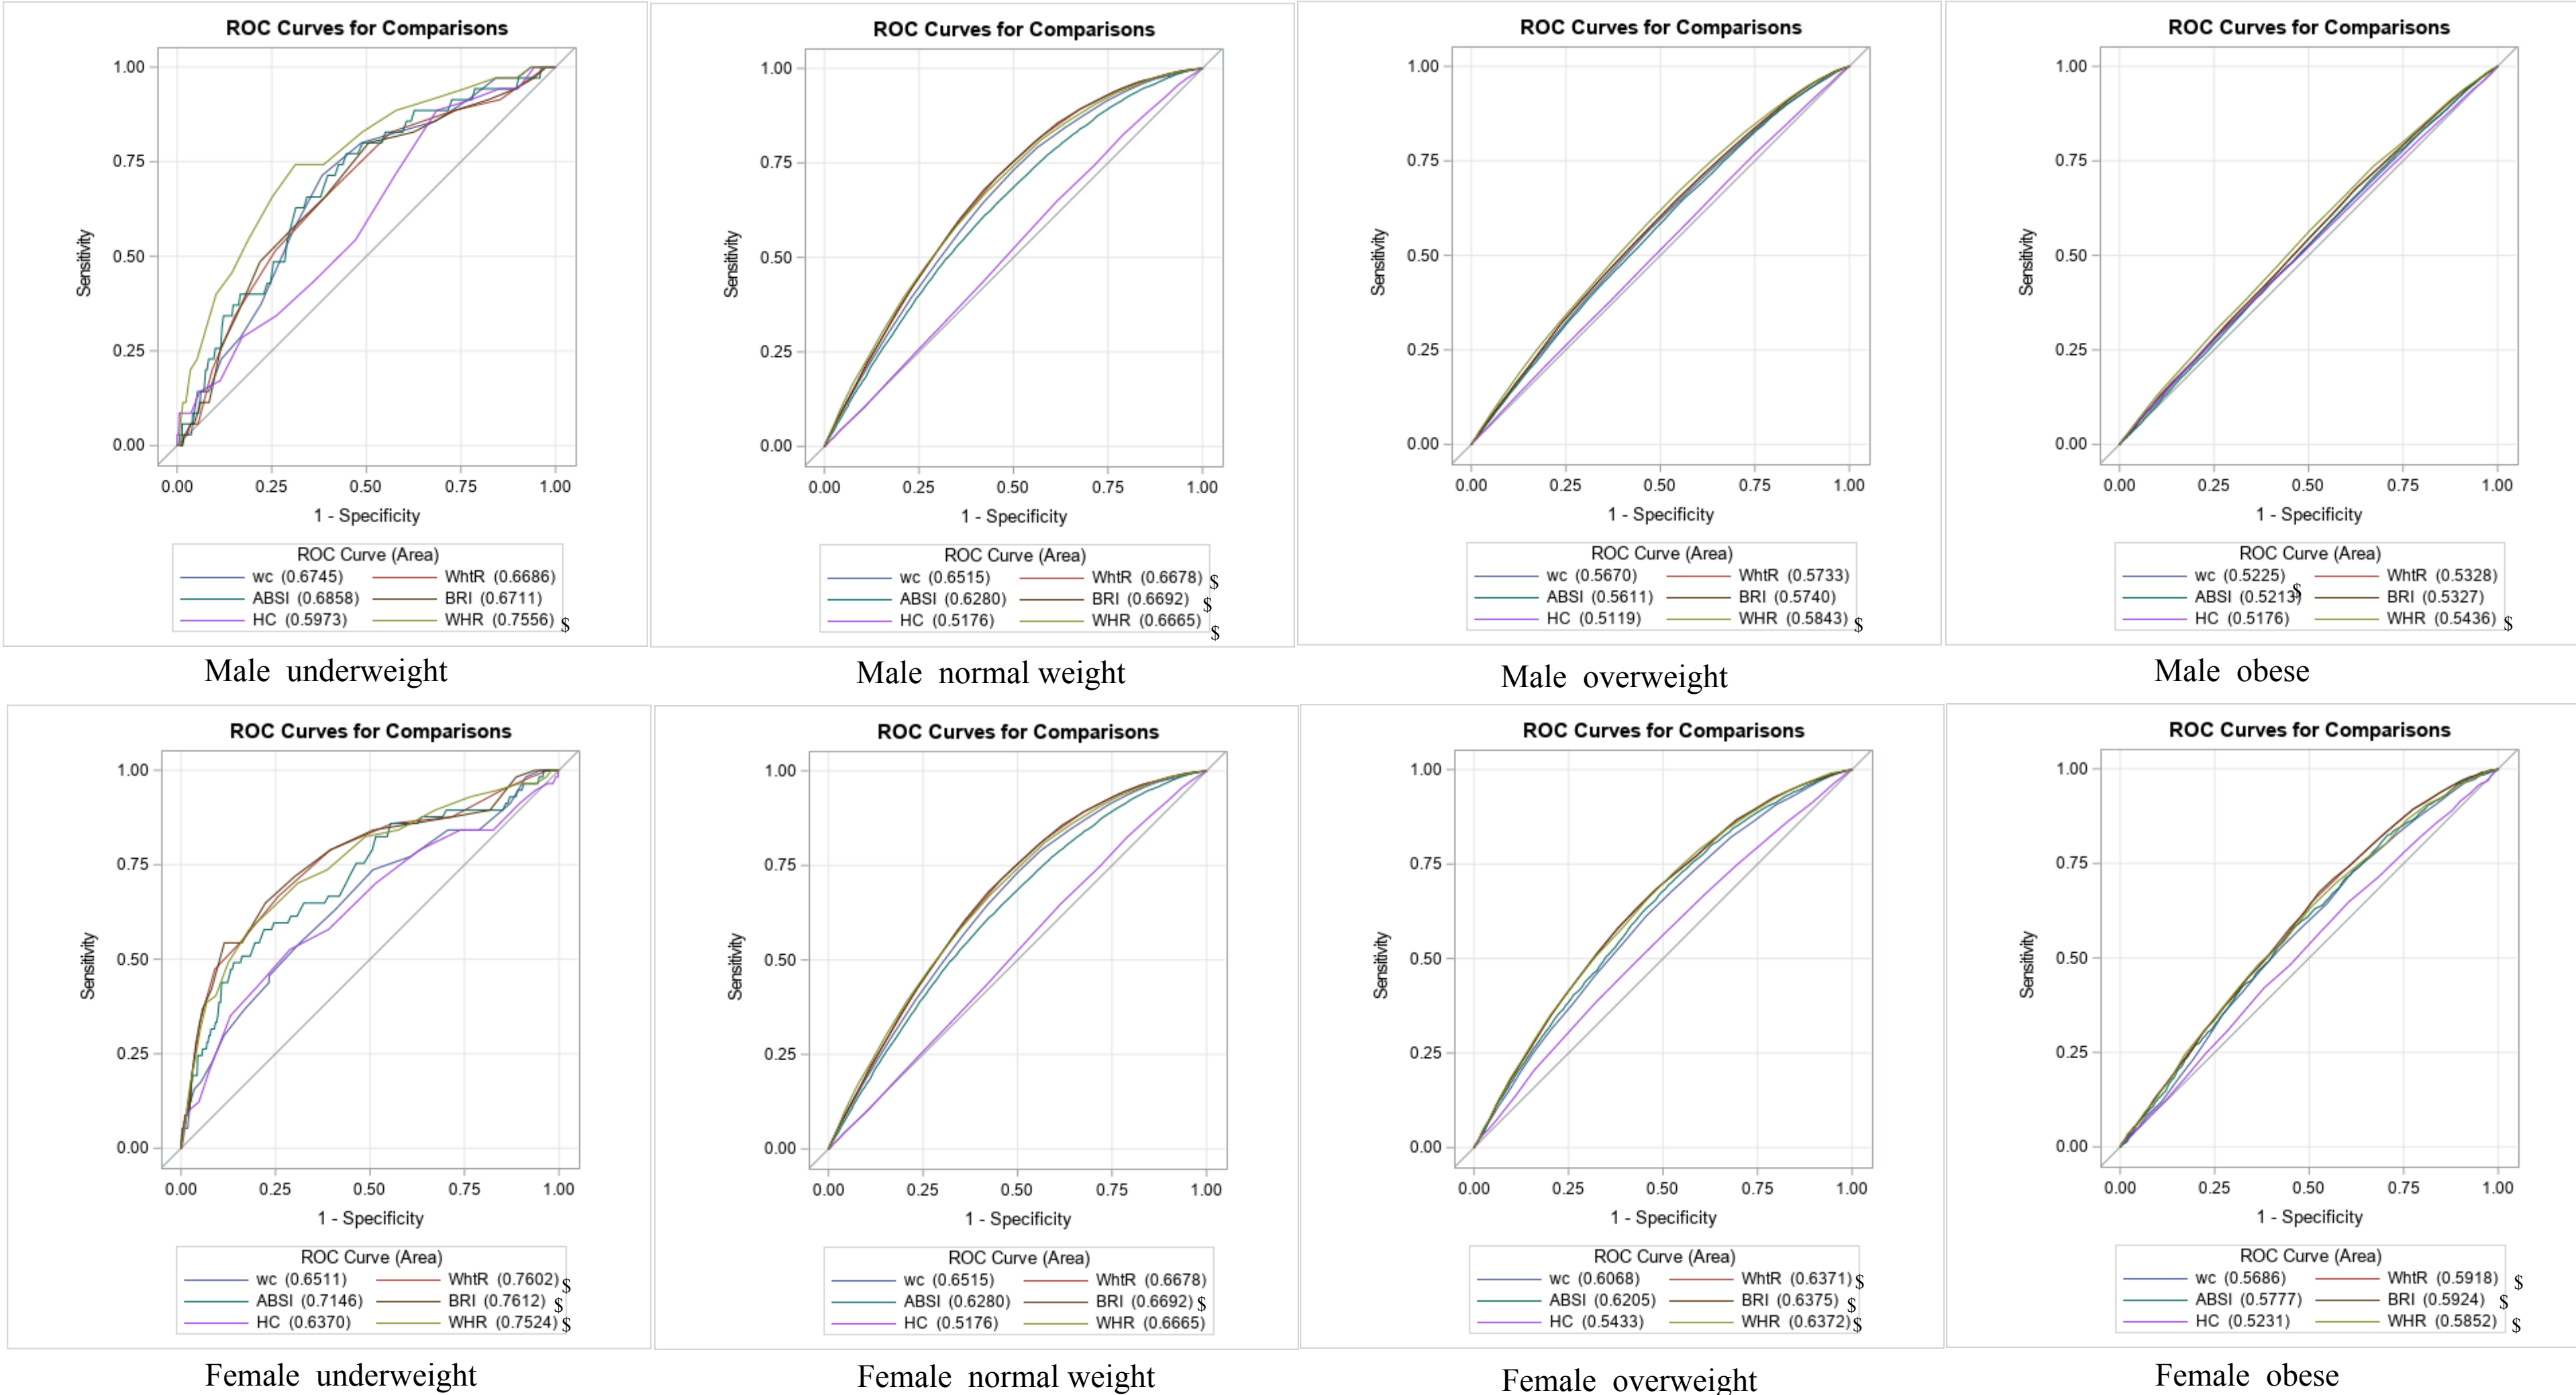 ROC Curves for Comparisons
1.00
0.75
0.50
0.25
0.00
Sensitivity
0.00 0.25 0.50 0.75 1.00
1 - Specificity
ROC Curve (Area)
wc (0.6745) WhtR (0.6686)
ABSI (0.6858) BRI (0.6711)
HC (0.5973) WHR (0.7556) $
Male underweight
ROC Curves for Comparisons
1.00
0.75
0.50
0.25
0.00
Sensitivity
0.00 0.25 0.50 0.75 1.00
1 - Specificity
ROC Curve (Area)
wc (0.6515) WhtR (0.6678) $
ABSI (0.6280) BRI (0.6692) $
HC (0.5176) WHR (0.6665) $
Male normal weight
ROC Curves for Comparisons
1.00
0.75
0.50
0.25
0.00
Sensitivity
0.00 0.25 0.50 0.75 1.00
1 - Specificity
ROC Curve (Area)
wc (0.5670) WhtR (0.5733)
ABSI (0.5611) BRI (0.5740)
HC (0.5119) WHR (0.5843) $
Male overweight
ROC Curves for Comparisons
1.00
0.75
0.50
0.25
0.00
Sensitivity
0.00 0.25 0.50 0.75 1.00
1 - Specificity
ROC Curve (Area)
wc (0.5225) WhtR (0.5328)
ABSI (0.5213) $ BRI (0.5327)
HC (0.5176) WHR (0.5436) $
Male obese
ROC Curves for Comparisons
1.00
0.75
0.50
0.25
0.00
Sensitivity
0.00 0.25 0.50 0.75 1.00
1 - Specificity
ROC Curve (Area)
wc (0.6511) WhtR (0.7602) $
ABSI (0.7146) BRI (0.7612) $
HC (0.6370) WHR (0.7524) $
Female underweight
ROC Curves for Comparisons
1.00
0.75
0.50
0.25
0.00
Sensitivity
0.00 0.25 0.50 0.75 1.00
1 - Specificity
ROC Curve (Area)
wc (0.6515) WhtR (0.6678)
ABSI (0.6280) BRI (0.6692) $
HC (0.5176) WHR (0.6665)
Female normal weight
ROC Curves for Comparisons
1.00
0.75
0.50
0.25
0.00
Sensitivity
0.00 0.25 0.50 0.75 1.00
1 - Specificity
ROC Curve (Area)
wc (0.6068) WhtR (0.6371) $
ABSI (0.6205) BRI (0.6375) $
HC (0.5433) WHR (0.6372) $
Female overweight
ROC Curves for Comparisons
1.00
0.75
0.50
0.25
0.00
Sensitivity
0.00 0.25 0.50 0.75 1.00
1 - Specificity
ROC Curve (Area)
wc (0.5686) WhtR (0.5918) $
ABSI (0.5777) BRI (0.5924) $
HC (0.5231) WHR (0.5852) $
Female obese